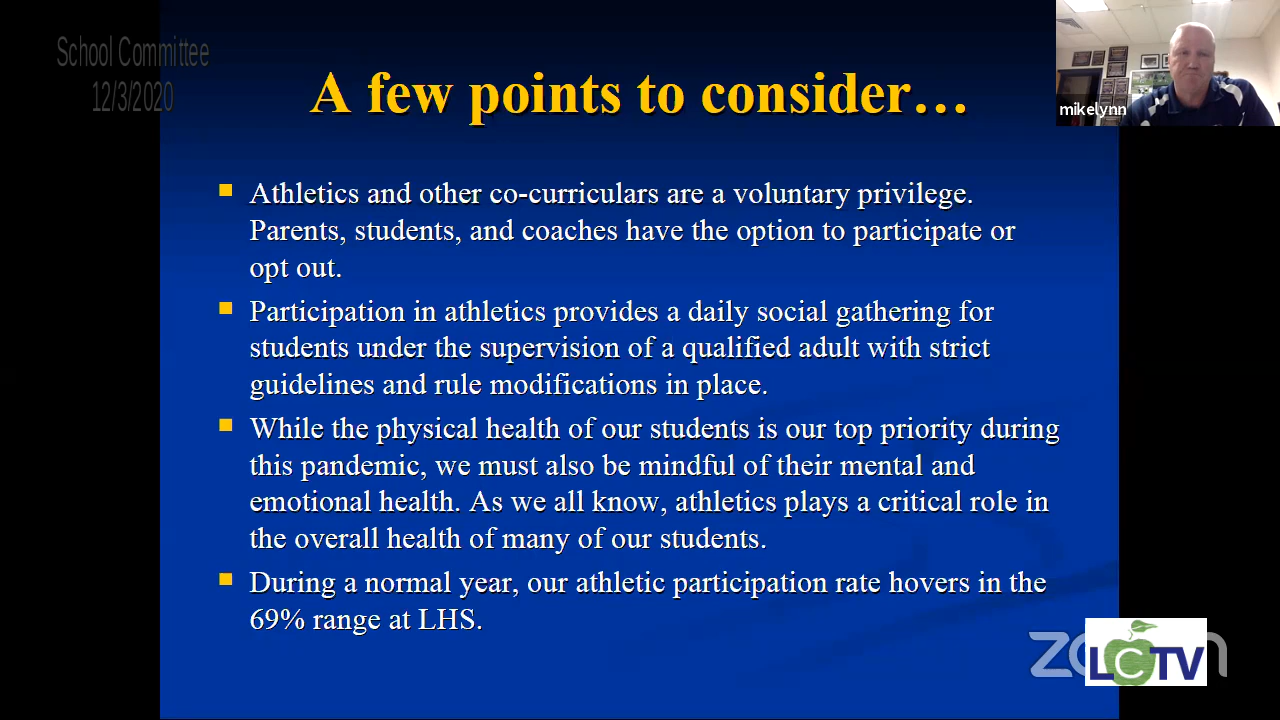 School Committee
12/3/2020
A few points to consider…
mikelynn
Athletics and other co-curriculars are a voluntary privilege.
Parents, students, and coaches have the option to participate or
opt out.
Participation in athletics provides a daily social gathering for
students under the supervision of a qualified adult with strict
guidelines and rule modifications in place.
While the physical health of our students is our top priority during
this pandemic, we must also be mindful of their mental and
emotional health. As we all know, athletics plays a critical role in
the overall health of many of our students.
During a normal year, our athletic participation rate hovers in the
69% range at LHS.
zoom
LCTV